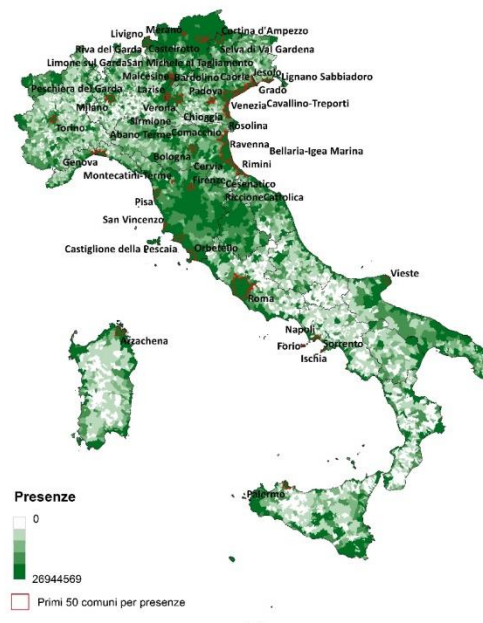 Livigno
Merano
Cortina d'Ampezzo
Riva del Garda
Castelrotto
Selva di Val Gardena
Limone sul Garda
San Michele al Tagliamento
Malcesine
Bardolino
Caorle
Jesolo
Lignano Sabbiadoro
Peschiera del Garda
Lazise
Padova
Grado
Milano
Verona
Venezia
Cavallino-Treporti
Sirmione
Chioggia
Torino
Abano Terme
Comacchio
Rosolina
Ravenna
Bologna
Bellaria-Igea Marina
Genova
Cervia
Rimini
Montecatini-Terme
Firenze
Cesenatico
Pisa
Riccione
Cattolica
San Vincenzo
Castiglione della Pescaia
Orbetello
Vieste
Roma
Napoli
Arzachena
Forio
Sorrento
Ischia
Palermo
Presenze
0
26944569
Primi 50 comuni per presenze